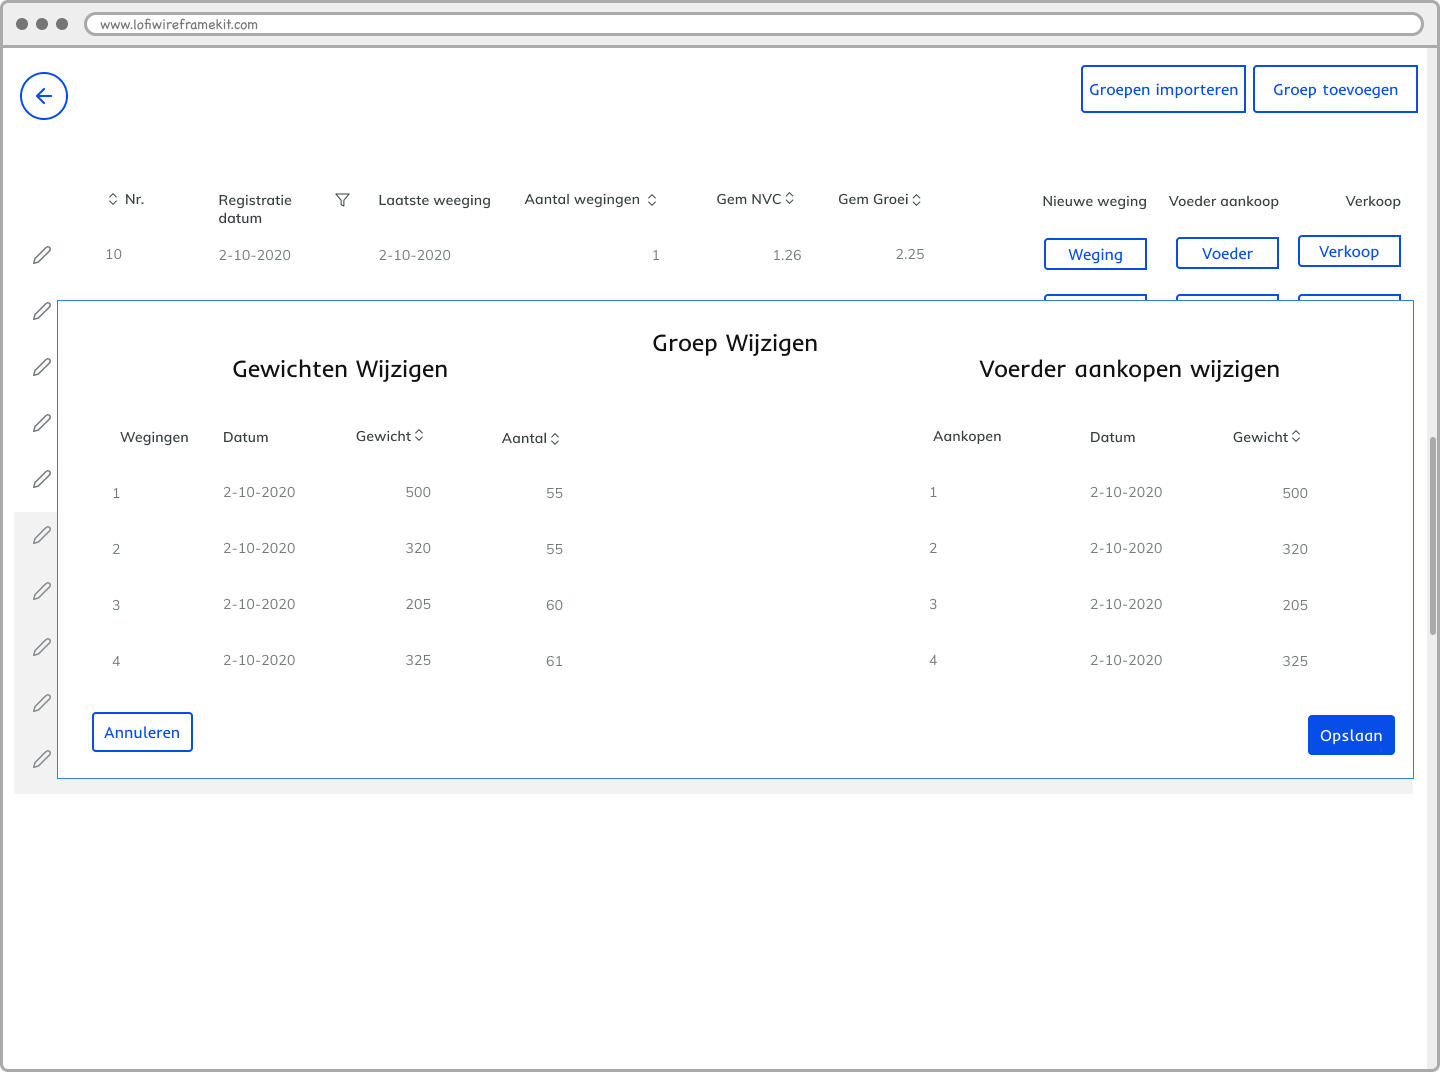 www.lofiwireframekit.com
Groepen importeren Groep toevoegen
Nr. Registratie datum Laatste weeging Aantal wegingen Gem NVC Gem Groei Nieuwe weging Voeder aankoop Verkoop
10 2-10-2020 2-10-2020 1 1.26 2.25 Weging Voeder Verkoop
Groep Wijzigen
Gewichten Wijzigen Voerder aankopen wijzigen
Wegingen Datum Gewicht Aantal Aankopen Datum Gewicht
1 2-10-2020 500 55 1 2-10-2020 500
2 2-10-2020 320 55 2 2-10-2020 320
3 2-10-2020 205 60 3 2-10-2020 205
4 2-10-2020 325 61 4 2-10-2020 325
Annuleren Opslaan